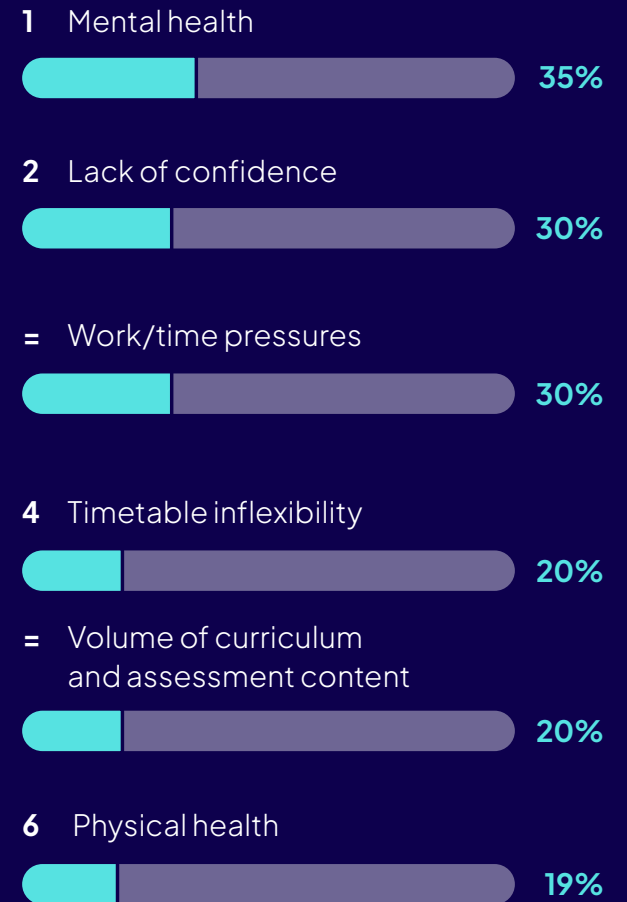 1 Mental health
35%
2 Lack of confidence
30%
= Work/time pressures
30%
4 Timetable inflexibility
20%
= Volume of curriculum
and assessment content
20%
6 Physical health
19%